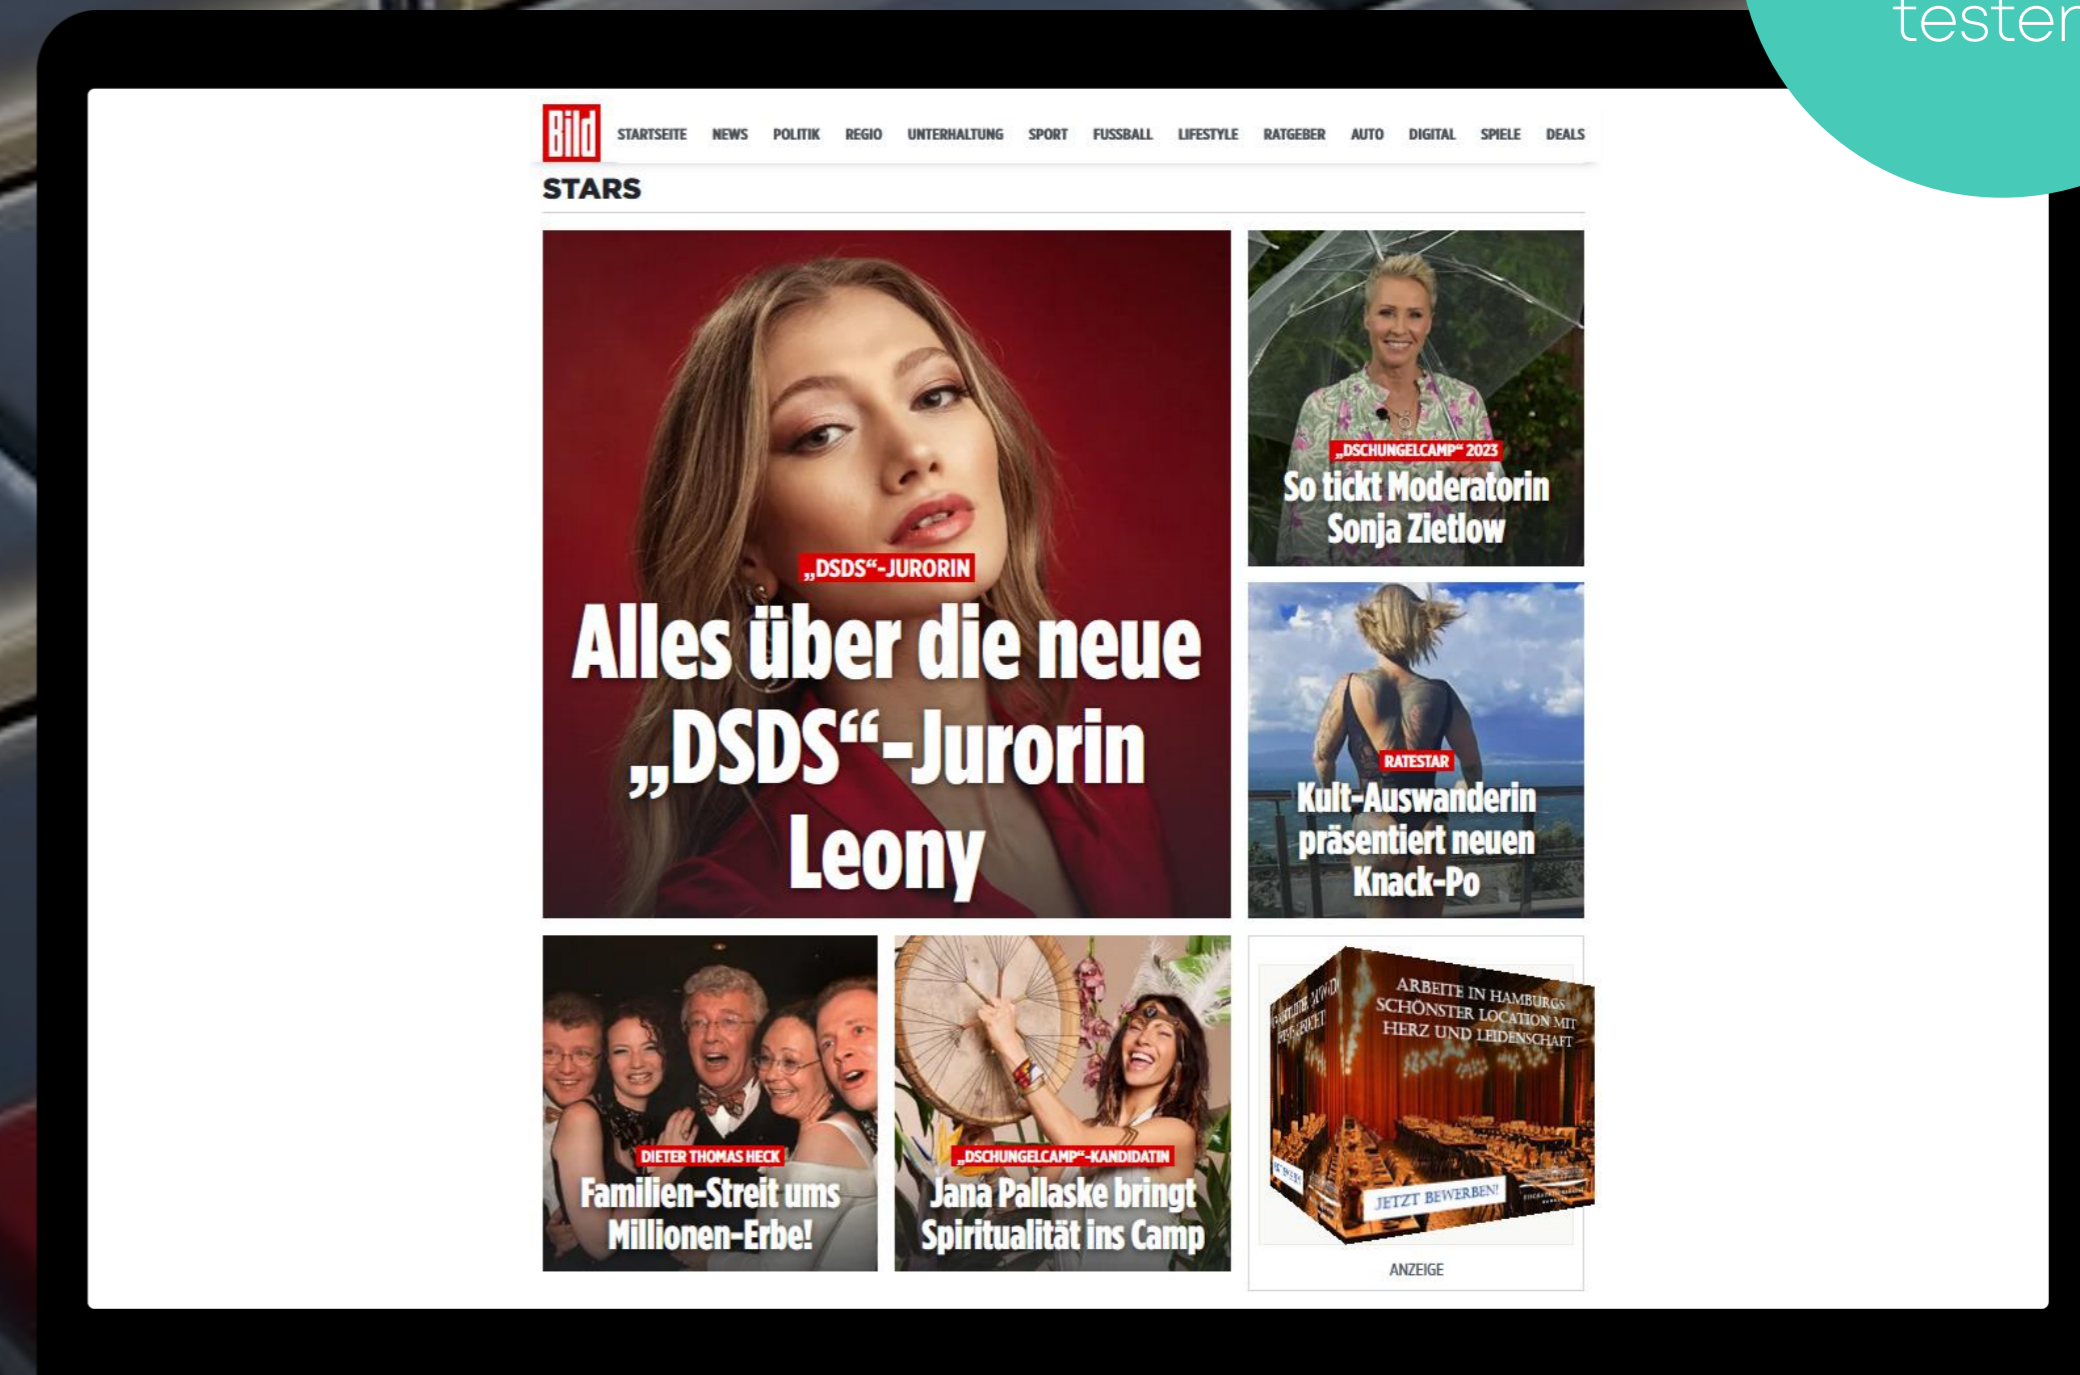 tester
Bild
STARTSEITE NEWS POLITIK REGIO UNTERHALTUNG SPORT FUSSBALL LIFESTYLE RATGEBER AUTO DIGITAL SPIELE DEALS
STARS
„DSDS“-JURORIN
Alles über die neue
„DSDS“-Jurorin
Leony
„DSCHUNGELCAMP“ 2023
So tickt Moderatorin
Sonja Zietlow
RATESTAR
Kult-Auswanderin
präsentiert neuen
Knack-Po
DIETER THOMAS HECK
Familien-Streit ums
Millionen-Erbe!
„DSCHUNGELCAMP“-KANDIDATIN
Jana Pallaske bringt
Spiritualität ins Camp
ARBEITE IN HAMBURGS
SCHÖNSTER LOCATION MIT
HERZ UND LEIDENSCHAFT
JETZT BEWERBEN!
ANZEIGE